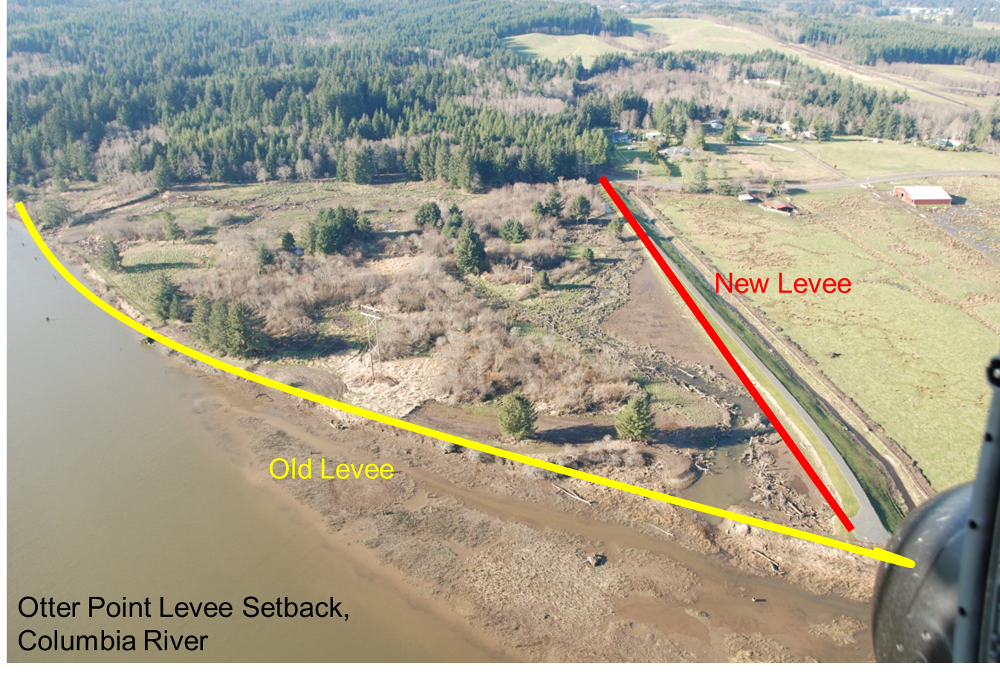 New Levee
Old Levee
Otter Point Levee Setback,
Columbia River